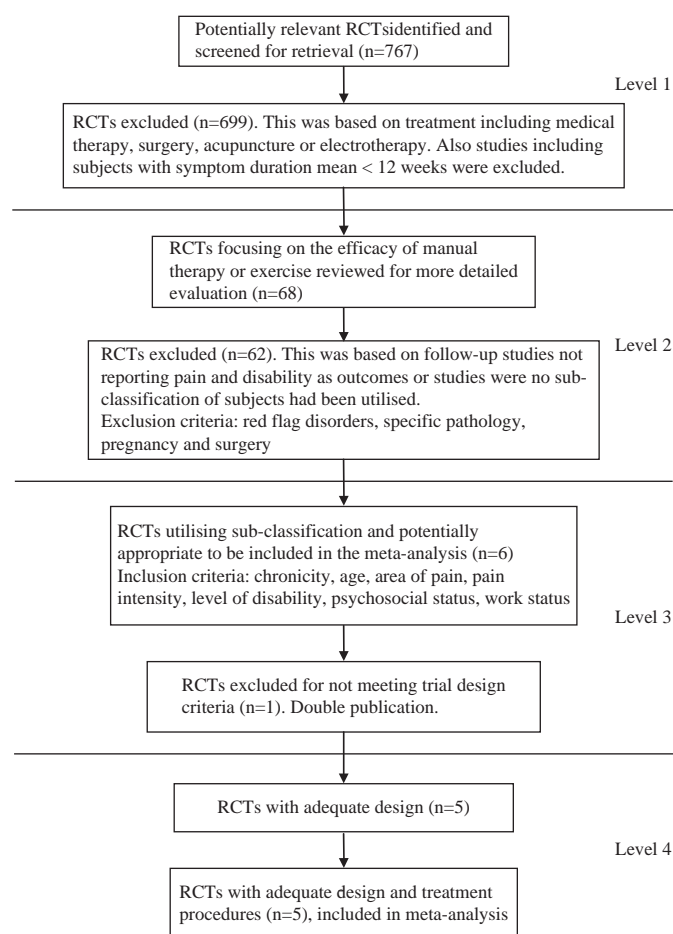 Potentially relevant RCTsidentified and
screened for retrieval (n=767)
Level 1
RCTs excluded (n=699). This was based on treatment including medical
therapy, surgery, acupuncture or electrotherapy. Also studies including
subjects with symptom duration mean < 12 weeks were excluded.
RCTs focusing on the efficacy of manual
therapy or exercise reviewed for more detailed
evaluation (n=68)
Level 2
RCTs excluded (n=62). This was based on follow-up studies not
reporting pain and disability as outcomes or studies were no sub-
classification of subjects had been utilised.
Exclusion criteria: red flag disorders, specific pathology,
pregnancy and surgery
RCTs utilising sub-classification and potentially
appropriate to be included in the meta-analysis (n=6)
Inclusion criteria: chronicity, age, area of pain, pain
intensity, level of disability, psychosocial status, work status
Level 3
RCTs excluded for not meeting trial design
criteria (n=1). Double publication.
RCTs with adequate design (n=5)
Level 4
RCTs with adequate design and treatment
procedures (n=5), included in meta-analysis